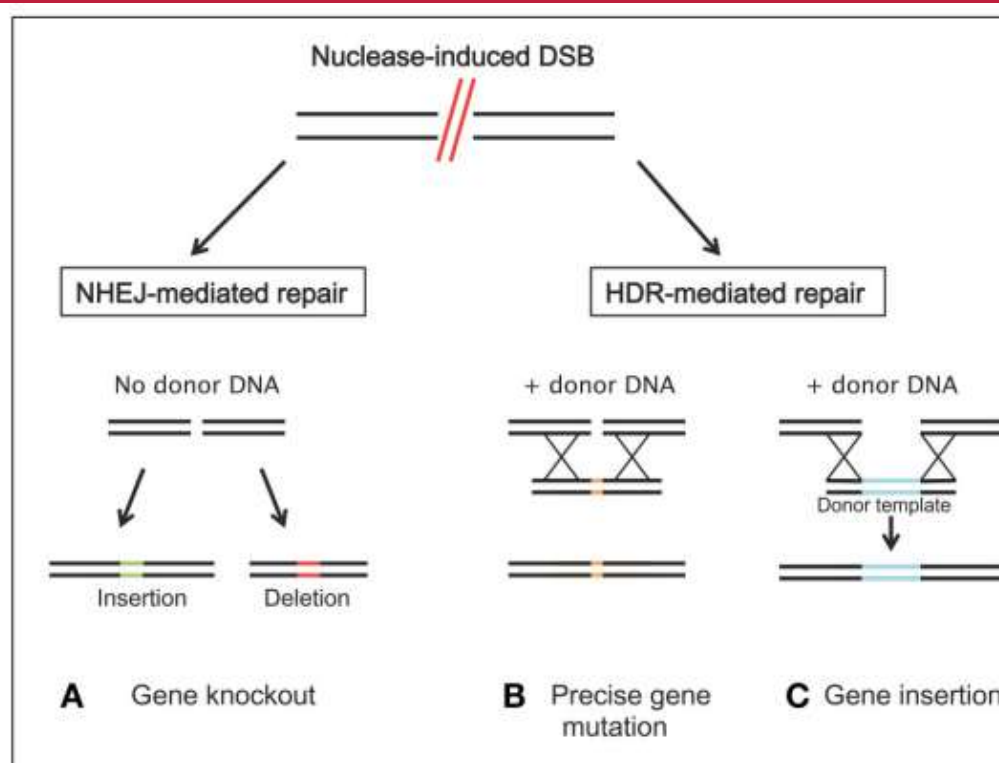 Nuclease-induced DSB
NHEJ-mediated repair
HDR-mediated repair
No donor DNA
+ donor DNA
+ donor DNA
Donor template
Insertion
Deletion
A Gene knockout
B Precise gene
mutation
C Gene insertion